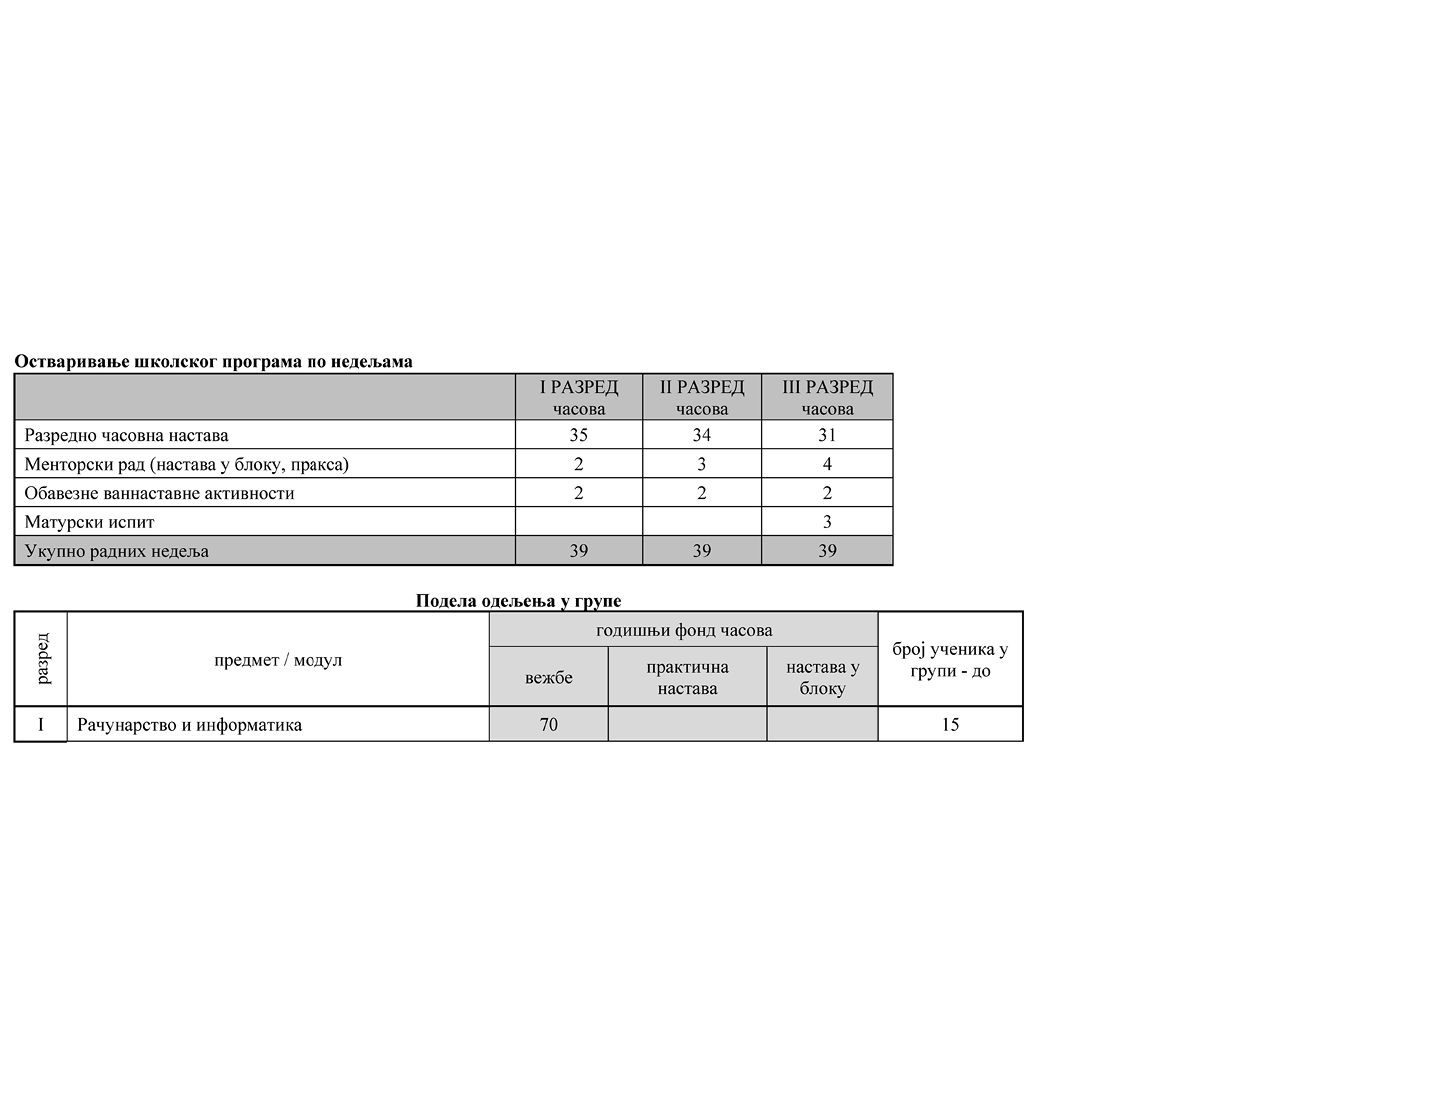 Остваривање школског програма по недељама
I РАЗРЕД часова II РАЗРЕД часова III РАЗРЕД часова
Разредно часовна настава 35 34 31
Менторски рад (настава у блоку, пракса) 2 3 4
Обавезне ваннаставне активности 2 2 2
Матурски испит 3
Укупно радних недеља 39 39 39
Подела одељења у групе
разред
предмет / модул
годишњи фонд часова
вежбе
практична
настава
настава у
блоку
број ученика у
групи - до
I Рачунарство и информатика 70 15